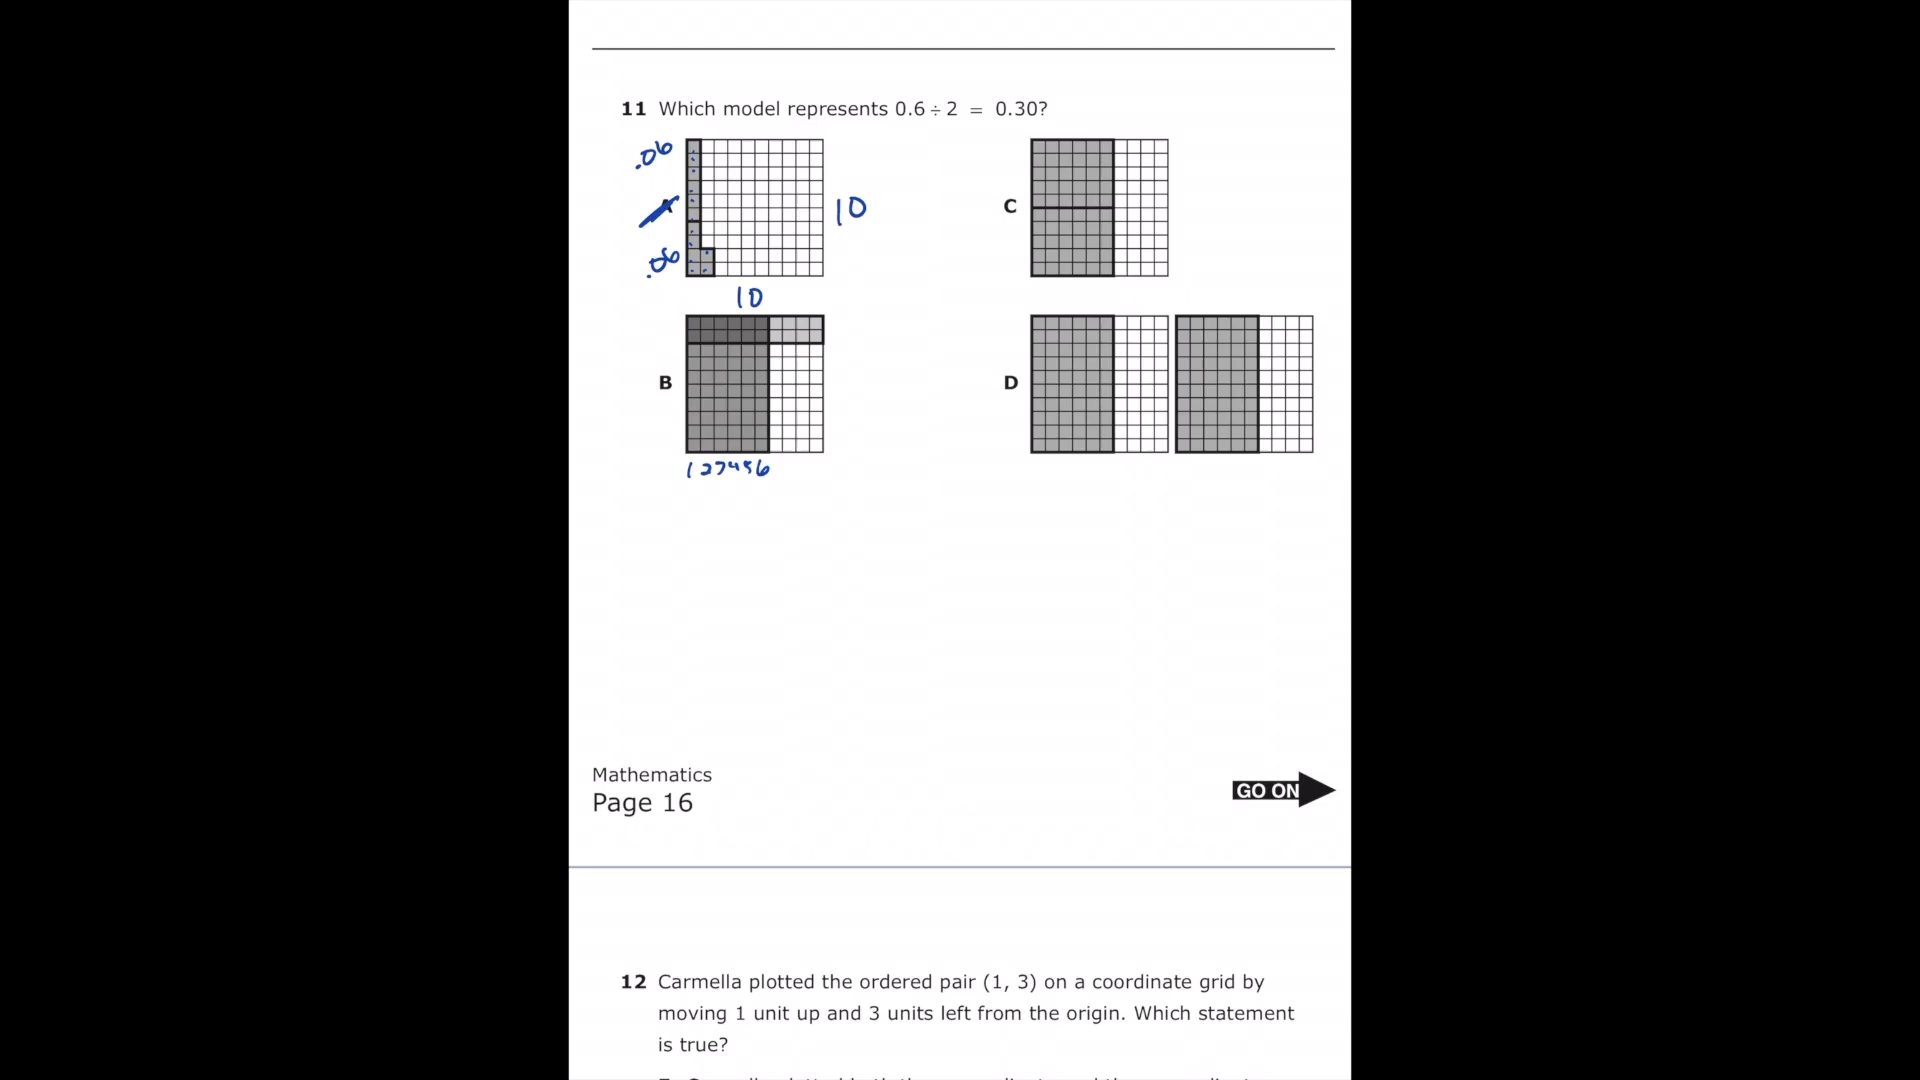 11 Which model represents 0.6 ÷ 2 = 0.30?
.06
A
10
.06
10
C
B
D
123456
Mathematics
Page 16
GO ON
12 Carmella plotted the ordered pair (1, 3) on a coordinate grid by
moving 1 unit up and 3 units left from the origin. Which statement
is true?